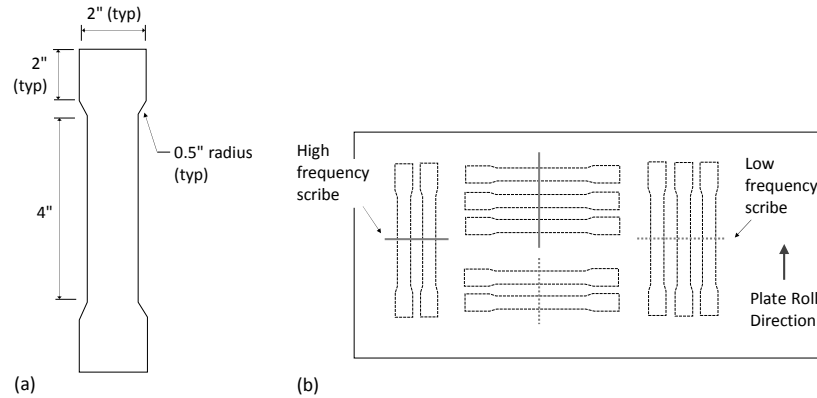 2" (typ)
2"
(typ)
0.5" radius
(typ)
4"
(a)
High
frequency
scribe
Low
frequency
scribe
Plate Roll
Direction
(b)